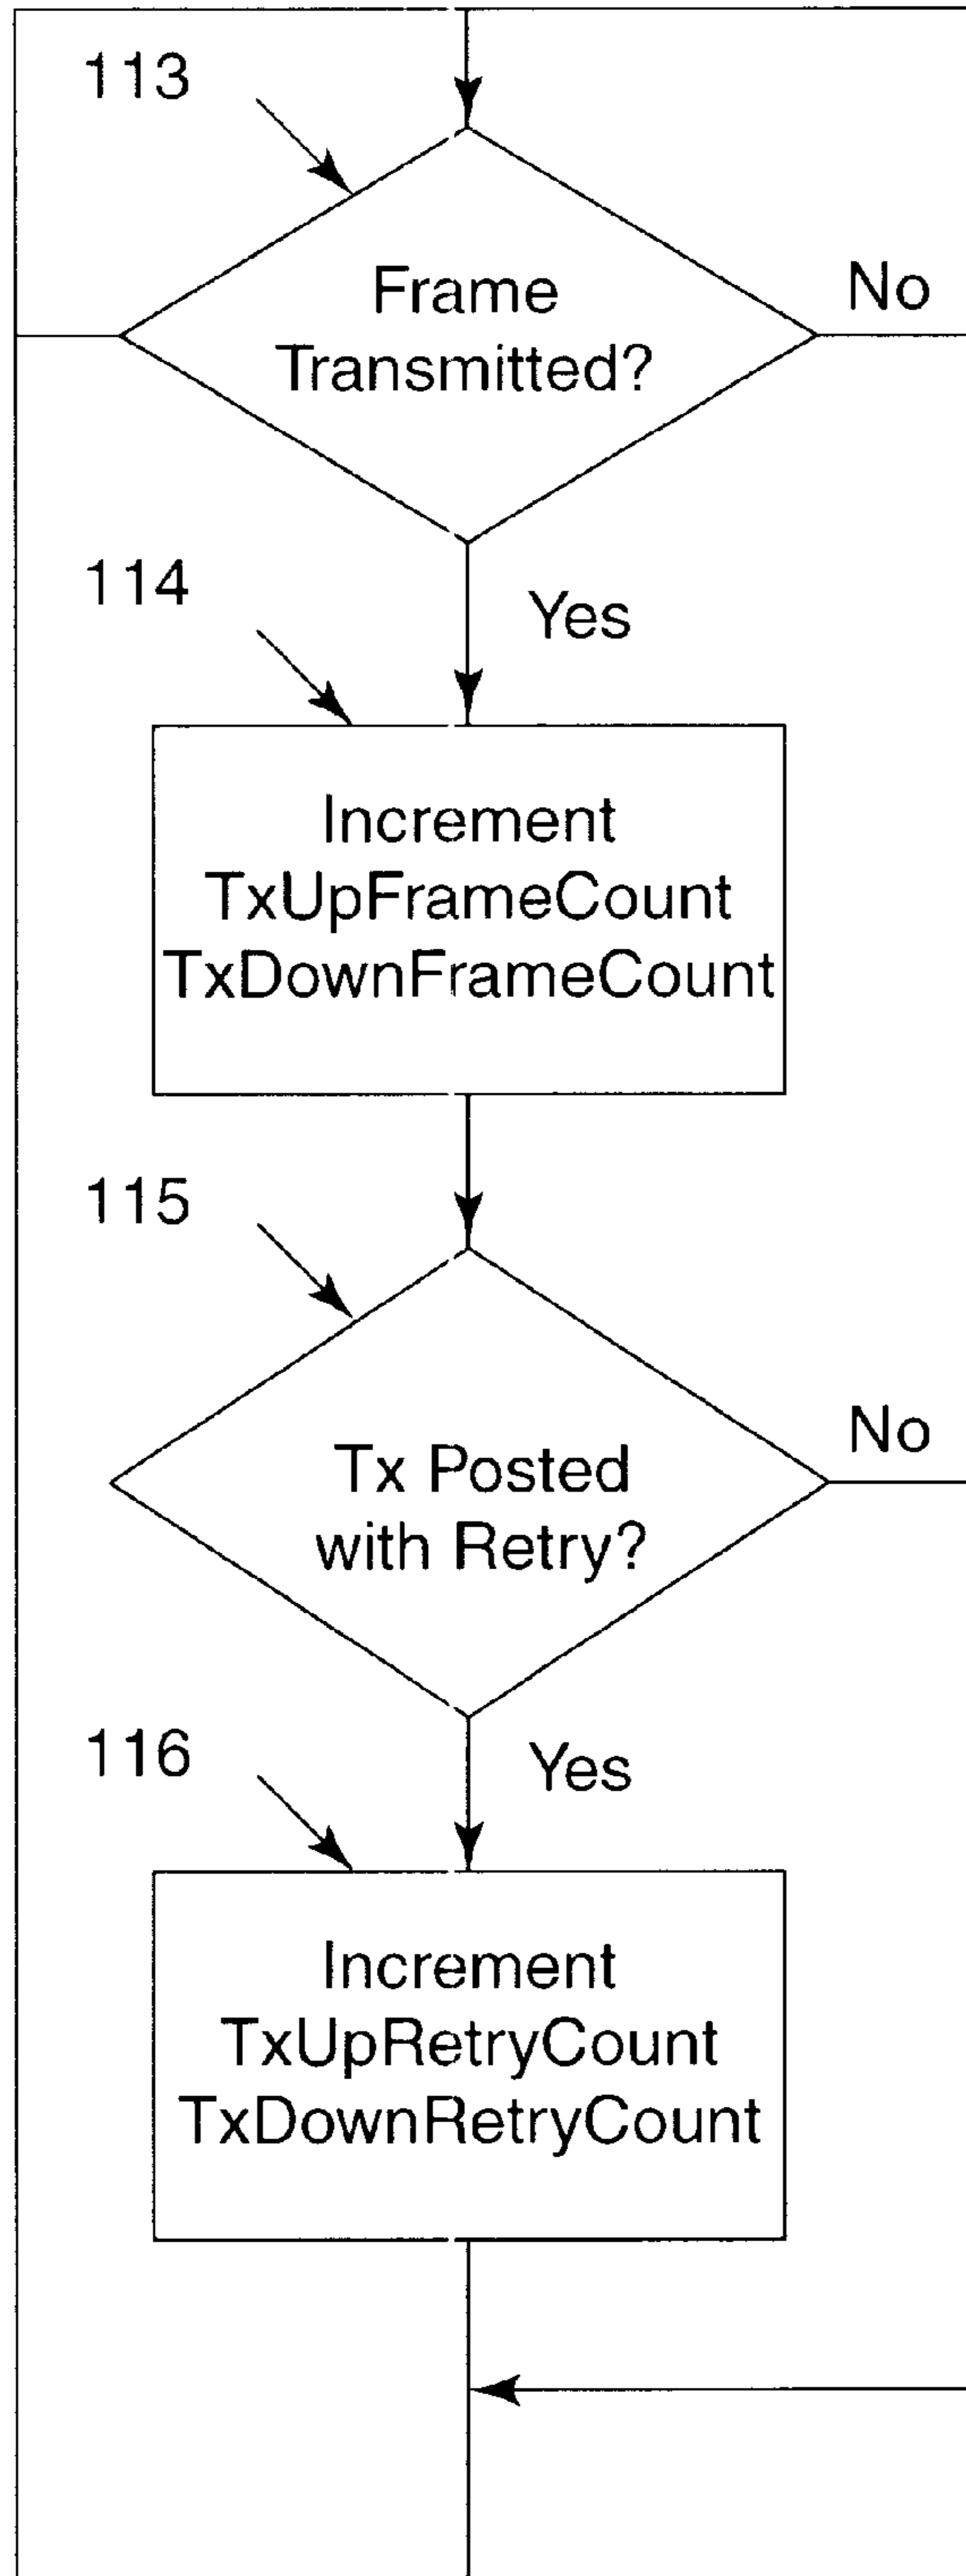 113
Frame
Transmitted?
No
114
Yes
Increment
TxUpFrameCount
TxDownFrameCount
115
Tx Posted
with Retry?
No
116
Yes
Increment
TxUpRetryCount
TxDownRetryCount